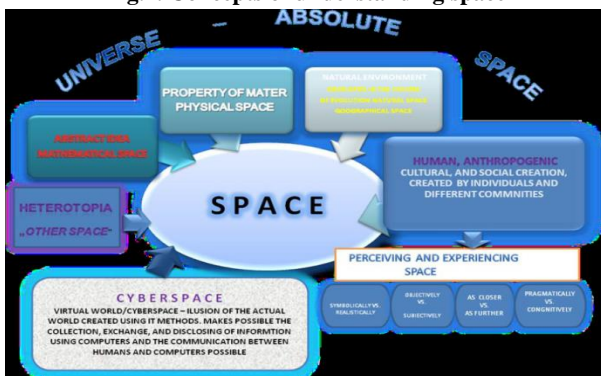 UNIVERSE – ABSOLUTE SPACE
PROPERTY OF MATER
PHYSICAL SPACE
NATURAL ENVIRONMENT
ABSTRACT IDEA
MATHEMATICAL SPACE
HUMAN, ANTHROPOGENIC
CULTURAL, AND SOCIAL CREATION,
CREATED BY INDIVIDUALS AND
DIFFERENT COMMNITIES
HETEROTOPIA
„OTHER SPACE"
SPACE
PERCEIVING AND EXPERIENCING
SPACE
SYMBOLICALLY VS.
REALISTICALLY
OBJECTIVELY
VS.
SUBJECTIVELY
AS CLOSER
VS.
AS FURTHER
PRAGMATICALLY
VS.
CONGNITIVELY
CYBERSPACE
VIRTUAL WORLD/CYBERSPACE – ILUSION OF THE ACTUAL
WORLD CREATED USING IT METHODS. MAKES POSSIBLE THE
COLLECTION, EXCHANGE, AND DISCLOSING OF INFORMTION
USING COMPUTERS AND THE COMMUNICATION BETWEEN
HUMANS AND COMPUTERS POSSIBLE